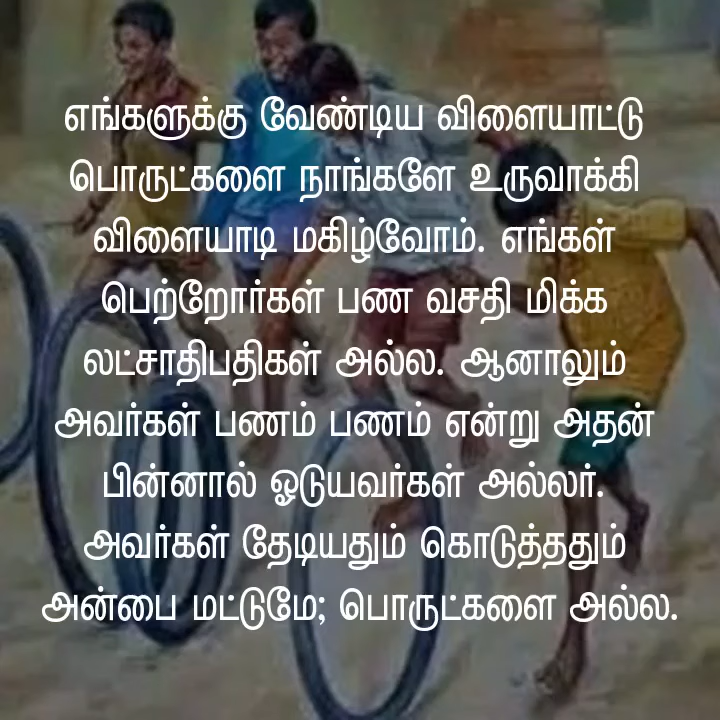 எங்களுக்கு வேண்டிய விளையாட்டு
பொருட்களை நாங்களே உருவாக்கி
விளையாடி மகிழ்வோம். எங்கள்
பெற்றோர்கள் பண வசதி மிக்க
லட்சாதிபதிகள் அல்ல. ஆனாலும்
அவர்கள் பணம் பணம் என்று அதன்
பின்னால் ஓடுயவர்கள் அல்லர்.
அவர்கள் தேடியதும் கொடுத்ததும்
அன்பை மட்டுமே; பொருட்களை அல்ல.